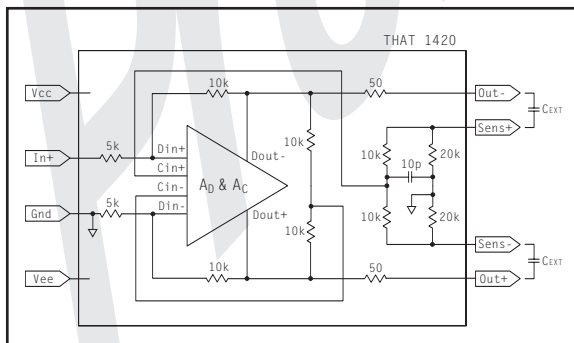 THAT 1420
Vcc
10k
50
Out-
CEXT
Sens+
In+
5k
Din+
Cin+
Cin-
Din-
AD & AC
Dout-
Dout+
10k
10k
10k
20k
10p
10k
20k
Gnd
5k
Sens-
CEXT
Vee
10k
50
Out+